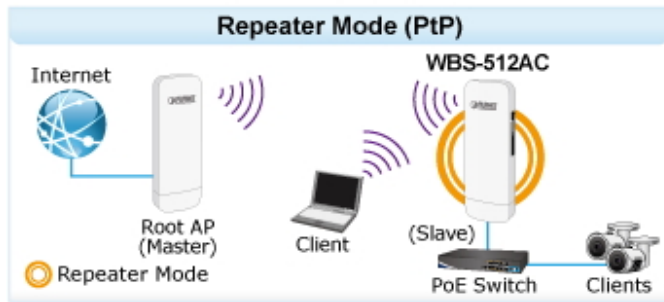 Repeater Mode (PtP)
Internet
WBS-512AC
Root AP
(Master)
Client
(Slave)
Repeater Mode
PoE Switch
Clients